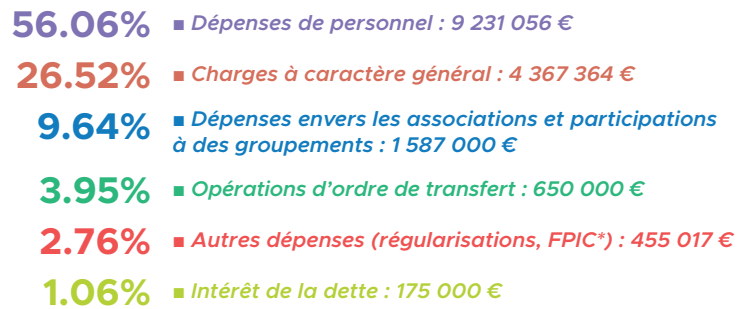 56.06% ■ Dépenses de personnel : 9 231 056 €
26.52% ■ Charges à caractère général : 4 367 364 €
9.64% ■ Dépenses envers les associations et participations
à des groupements : 1 587 000 €
3.95% ■ Opérations d'ordre de transfert : 650 000 €
2.76% ■ Autres dépenses (régularisations, FPIC*) : 455 017 €
1.06% ■ Intérêt de la dette : 175 000 €